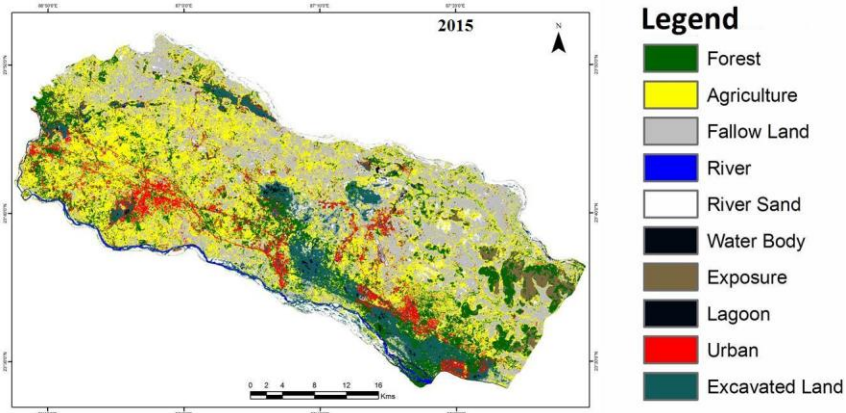 2015
N
0 2 4 8 12 16
Kms
Legend
Forest
Agriculture
Fallow Land
River
River Sand
Water Body
Exposure
Lagoon
Urban
Excavated Land